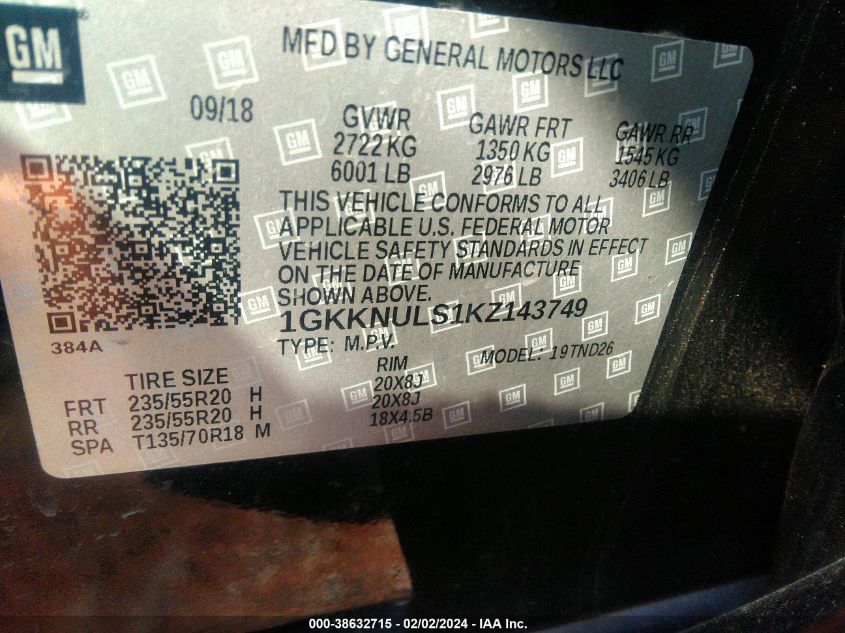 GM
MFD BY GENERAL MOTORS LLC
09/18
GVWR GAWR FRT GAWR RR
2722 KG 1350 KG 1545 KG
6001 LB 2976 LB 3406 LB
THIS VEHICLE CONFORMS TO ALL
APPLICABLE U.S. FEDERAL MOTOR
VEHICLE SAFETY STANDARDS IN EFFECT
ON THE DATE OF MANUFACTURE
SHOWN ABOVE.
1GKKNULS1KZ143749
384A
TYPE: M.P.V. MODEL: 19TND26
TIRE SIZE RIM
FRT 235/55R20 H 20X8J
RR 235/55R20 H 20X8J
SPA T135/70R18 M 18X4.5B
000-38632715 - 02/02/2024 - IAA Inc.